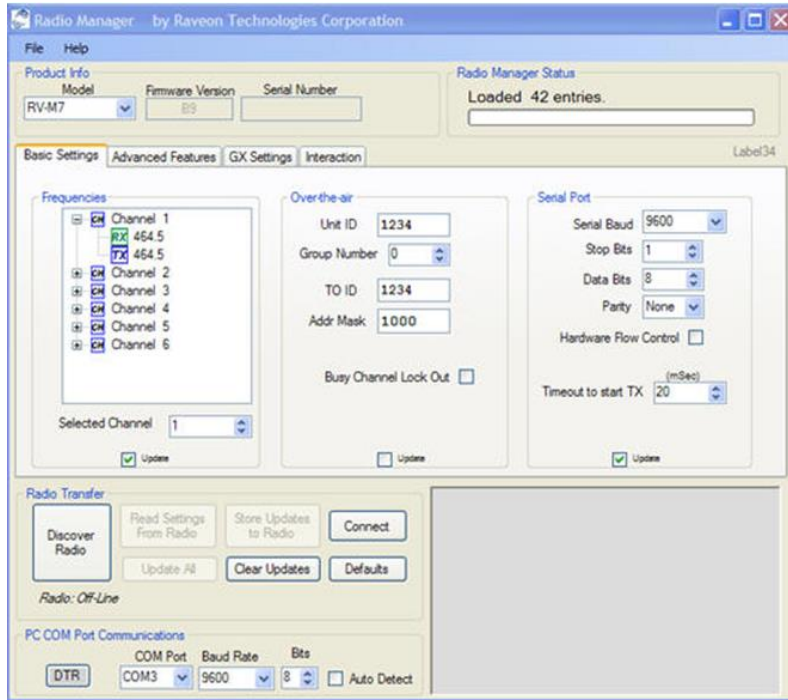 Radio Manager by Raveon Technologies Corporation
File Help
Product Info
Model
Firmware Version
Serial Number
RV-M7
B9
Radio Manager Status
Loaded 42 entries.
Basic Settings
Advanced Features
GX Settings
Interaction
Label34
Frequencies
CH Channel 1
RX 464.5
TX 464.5
CH Channel 2
CH Channel 3
CH Channel 4
CH Channel 5
CH Channel 6
Selected Channel 1
Update
Over-the-air
Unit ID 1234
Group Number 0
TO ID 1234
Addr Mask 1000
Busy Channel Lock Out
Update
Serial Port
Serial Baud 9600
Stop Bits 1
Data Bits 8
Parity None
Hardware Flow Control
(mSec)
Timeout to start TX 20
Update
Radio Transfer
Discover
Radio
Read Settings
From Radio
Store Updates
to Radio
Connect
Update All
Clear Updates
Defaults
Radio: Off-Line
PC COM Port Communications
COM Port Baud Rate Bits
DTR COM3 9600 8 Auto Detect